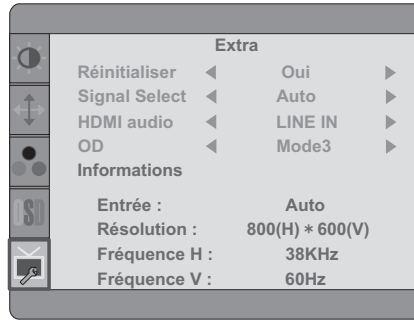 Extra
Réinitialiser ◀ Oui ▶
Signal Select ◀ Auto ▶
HDMI audio ◀ LINE IN ▶
OD ◀ Mode3 ▶
Informations
Entrée : Auto
Résolution : 800(H) * 600(V)
Fréquence H : 38KHz
Fréquence V : 60Hz
OSD